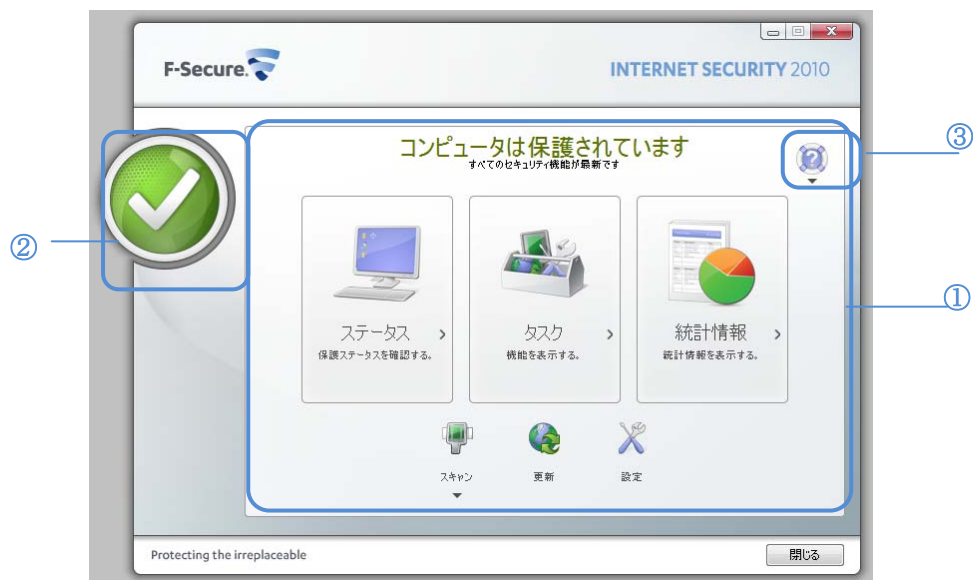 F-Secure.
INTERNET SECURITY 2010
コンピュータは保護されています
すべてのセキュリティ機能が最新です
③
②
①
ステータス >
保護ステータスを確認する。
タスク >
機能を表示する。
統計情報 >
統計情報を表示する。
スキャン
更新
設定
Protecting the irreplaceable
閉じる